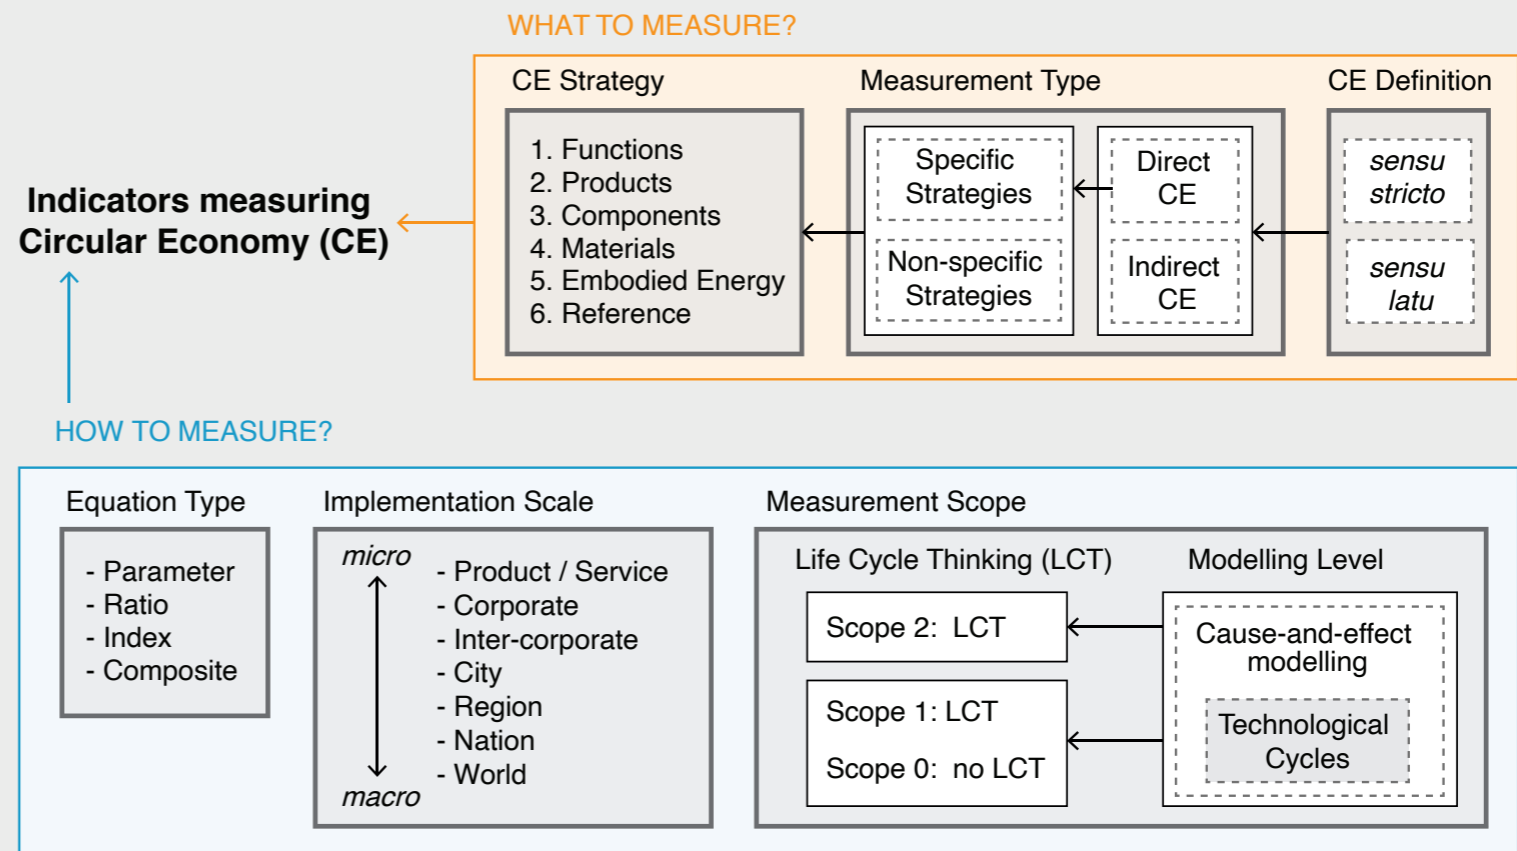 WHAT TO MEASURE?
CE Strategy
1. Functions
2. Products
3. Components
4. Materials
5. Embodied Energy
6. Reference
Measurement Type
Specific
Strategies
Non-specific
Strategies
Direct
CE
Indirect
CE
CE Definition
sensu
stricto
sensu
latu
Indicators measuring
Circular Economy (CE)
HOW TO MEASURE?
Equation Type
- Parameter
- Ratio
- Index
- Composite
Implementation Scale
micro
macro
- Product / Service
- Corporate
- Inter-corporate
- City
- Region
- Nation
- World
Measurement Scope
Life Cycle Thinking (LCT)
Scope 2: LCT
Scope 1: LCT
Scope 0: no LCT
Modelling Level
Cause-and-effect
modelling
Technological
Cycles